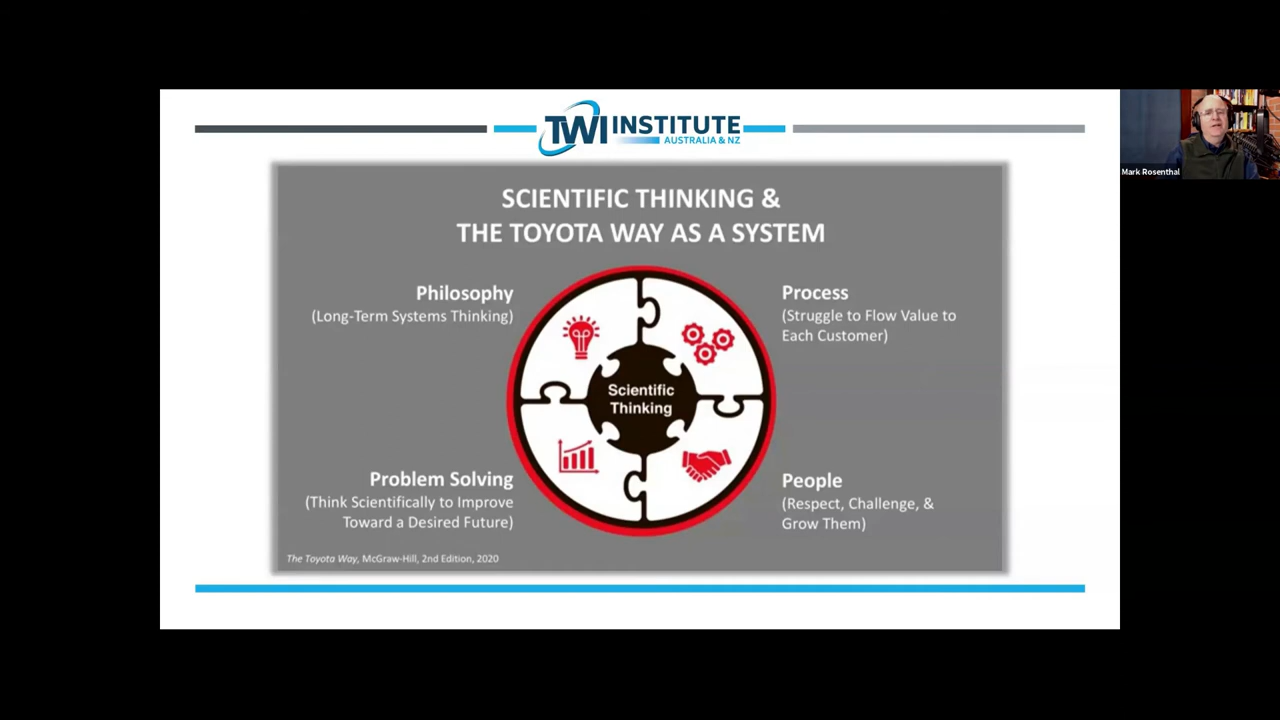 TWI INSTITUTE
AUSTRALIA & NZ
SCIENTIFIC THINKING &
THE TOYOTA WAY AS A SYSTEM
Philosophy
(Long-Term Systems Thinking)
Process
(Struggle to Flow Value to
Each Customer)
Scientific
Thinking
Problem Solving
(Think Scientifically to Improve
Toward a Desired Future)
People
(Respect, Challenge, &
Grow Them)
The Toyota Way, McGraw-Hill, 2nd Edition, 2020
Mark Rosenthal